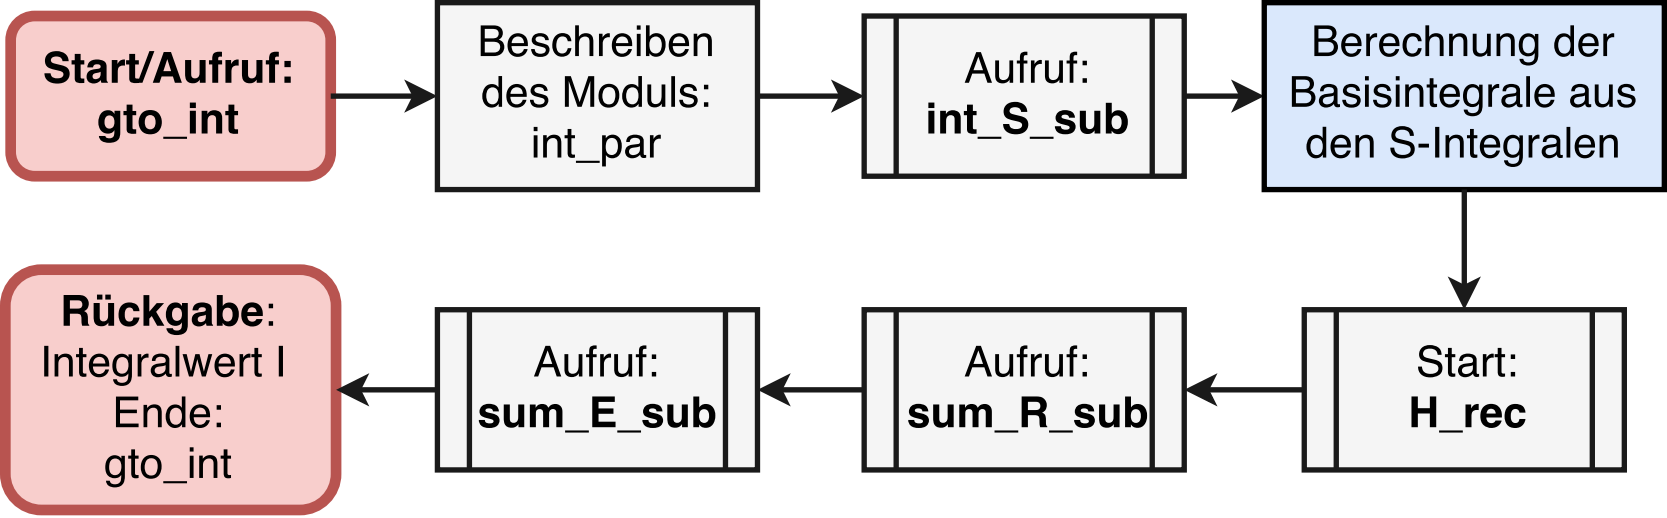 Start/Aufruf:
gto_int
Beschreiben
des Moduls:
int_par
Aufruf:
int_S_sub
Berechnung der
Basisintegrale aus
den S-Integralen
Start:
H_rec
Aufruf:
sum_R_sub
Aufruf:
sum_E_sub
Rückgabe:
Integralwert I
Ende:
gto_int